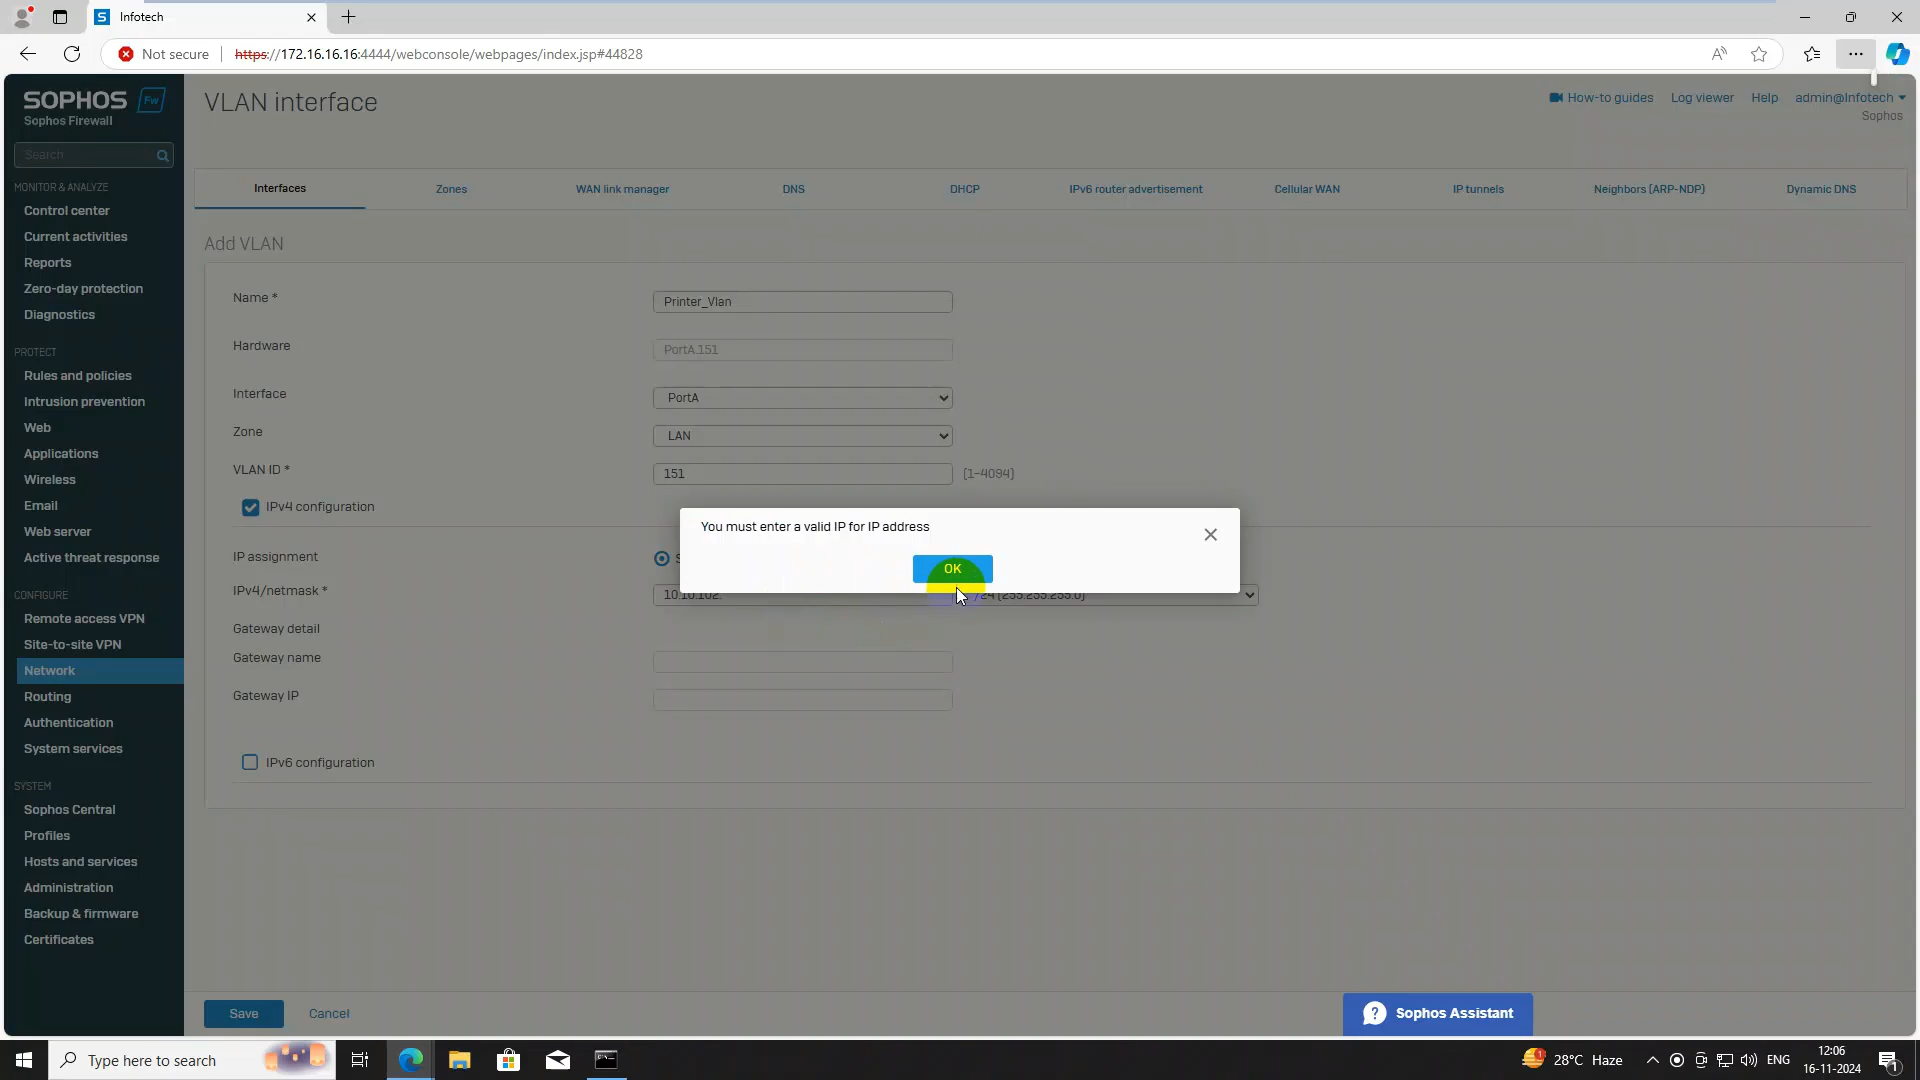 Infotech
Not secure
https://172.16.16.16:4444/webconsole/webpages/index.jsp#44828
SOPHOS Fw
Sophos Firewall
Search
MONITOR & ANALYZE
Control center
Current activities
Reports
Zero-day protection
Diagnostics
PROTECT
Rules and policies
Intrusion prevention
Web
Applications
Wireless
Email
Web server
Active threat response
CONFIGURE
Remote access VPN
Site-to-site VPN
Network
Routing
Authentication
System services
SYSTEM
Sophos Central
Profiles
Hosts and services
Administration
Backup & firmware
Certificates
VLAN interface
How-to guides Log viewer Help admin@Infotech
Sophos
Interfaces Zones WAN link manager DNS DHCP IPv6 router advertisement Cellular WAN IP tunnels Neighbors (ARP-NDP) Dynamic DNS
Add VLAN
Name * Printer_Vlan
Hardware PortA.151
Interface PortA
Zone LAN
VLAN ID * 151 (1-4094)
IPv4 configuration
You must enter a valid IP for IP address
OK
IP assignment
IPv4/netmask * 10.10.102. /24 (255.255.255.0)
Gateway detail
Gateway name
Gateway IP
IPv6 configuration
Save Cancel
? Sophos Assistant
Type here to search
28°C Haze
ENG
12:06
16-11-2024
1